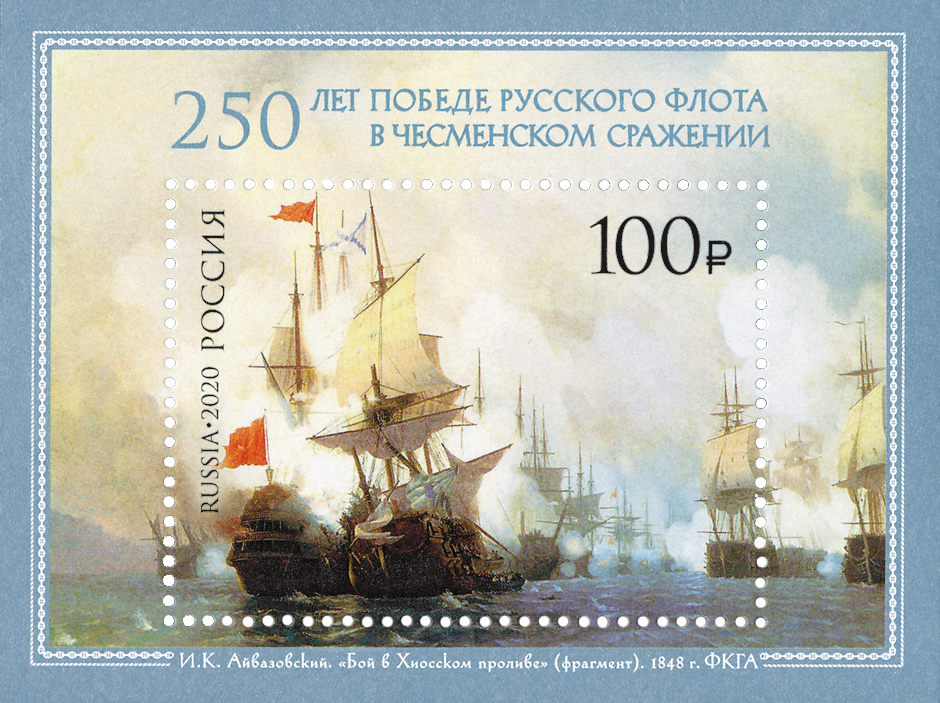 250 ЛЕТ ПОБЕДЕ РУССКОГО ФЛОТА
В ЧЕСМЕНСКОМ СРАЖЕНИИ
100₽
RUSSIA•2020 РОССИЯ
И.К. Айвазовский. «Бой в Хиосском проливе» (фрагмент). 1848 г. ФКГА